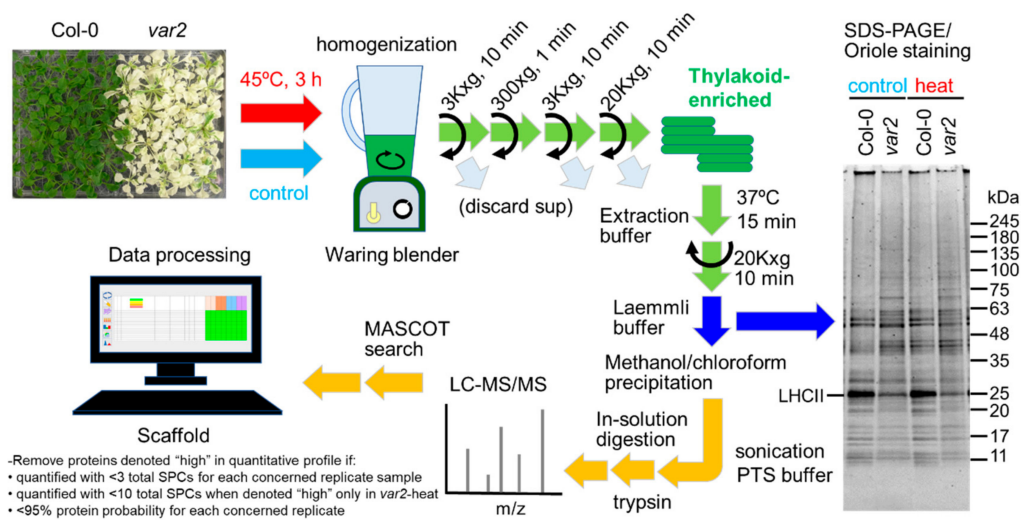 Col-0
var2
45ºC, 3 h
control
homogenization
Waring blender
3Kxg, 10 min
300xg, 1 min
3Kxg, 10 min
20Kxg, 10 min
(discard sup)
Thylakoid-
enriched
Extraction
buffer
37ºC
15 min
20Kxg
10 min
Laemmli
buffer
Methanol/chloroform
precipitation
In-solution
digestion
trypsin
sonication
PTS buffer
LC-MS/MS
m/z
MASCOT
search
Data processing
Scaffold
-Remove proteins denoted “high” in quantitative profile if:
• quantified with <3 total SPCs for each concerned replicate sample
• quantified with <10 total SPCs when denoted “high” only in var2-heat
• <95% protein probability for each concerned replicate
SDS-PAGE/
Oriole staining
control
heat
Col-0
var2
Col-0
var2
kDa
245
180
135
100
75
63
48
35
25
20
17
11
LHCII